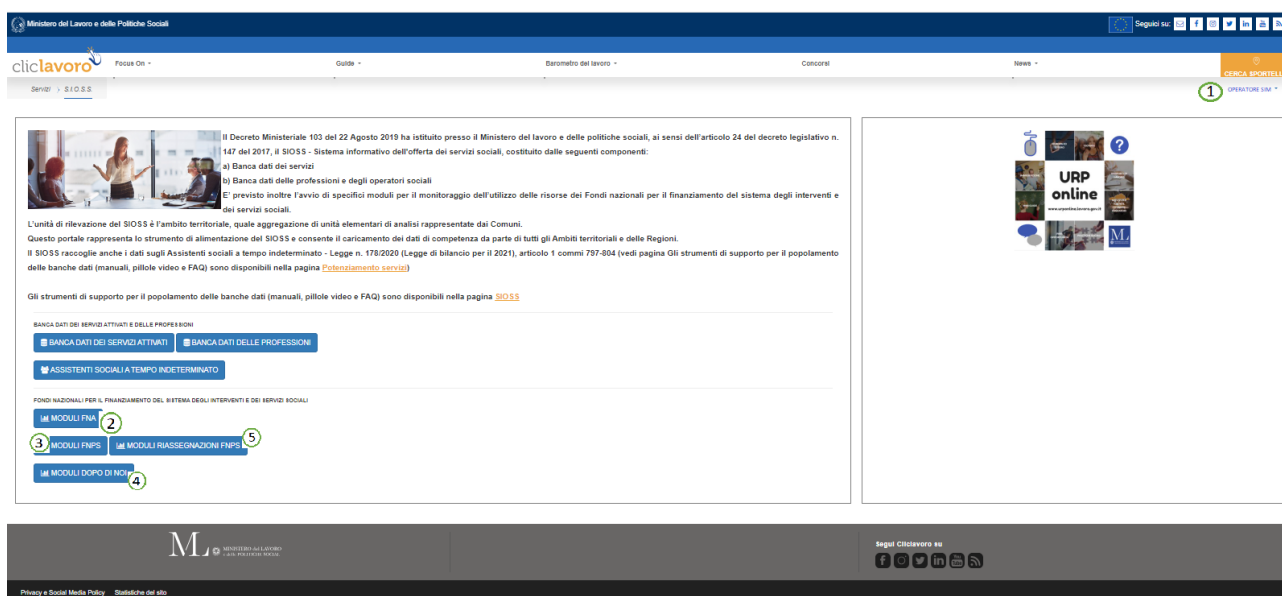 Ministero del Lavoro e delle Politiche Sociali
Seguici su:
cliclavoro
Focus On
Guide
Barometro del lavoro
Concorsi
News
CERCA SPORTELL
Servizi > S.I.O.S.S.
1
OPERATORE SIM
Il Decreto Ministeriale 103 del 22 Agosto 2019 ha istituito presso il Ministero del lavoro e delle politiche sociali, ai sensi dell'articolo 24 del decreto legislativo n.
147 del 2017, il SIOSS - Sistema informativo dell'offerta dei servizi sociali, costituito dalle seguenti componenti:
a) Banca dati dei servizi
b) Banca dati delle professioni e degli operatori sociali
E' previsto inoltre l'avvio di specifici moduli per il monitoraggio dell'utilizzo delle risorse dei Fondi nazionali per il finanziamento del sistema degli interventi e
dei servizi sociali.
L'unità di rilevazione del SIOSS é l'ambito territoriale, quale aggregazione di unità elementari di analisi rappresentate dai Comuni.
Questo portale rappresenta lo strumento di alimentazione del SIOSS e consente il caricamento dei dati di competenza da parte di tutti gli Ambiti territoriali e delle Regioni.
Il SIOSS raccoglie anche i dati sugli Assistenti sociali a tempo indeterminato - Legge n. 178/2020 (Legge di bilancio per il 2021), articolo 1 commi 797-804 (vedi pagina Gli strumenti di supporto per il popolamento
delle banche dati (manuali, pillole video e FAQ) sono disponibili nella pagina Potenziamento servizi)
Gli strumenti di supporto per il popolamento delle banche dati (manuali, pillole video e FAQ) sono disponibili nella pagina SIOSS
BANCA DATI DEI SERVIZI ATTIVATI E DELLE PROFESSIONI
BANCA DATI DEI SERVIZI ATTIVATI
BANCA DATI DELLE PROFESSIONI
ASSISTENTI SOCIALI A TEMPO INDETERMINATO
FONDI NAZIONALI PER IL FINANZIAMENTO DEL SISTEMA DEGLI INTERVENTI E DEI SERVIZI SOCIALI
MODULI FNA
2
3
MODULI FNPS
MODULI RIASSEGNAZIONI FNPS
5
MODULI DOPO DI NOI
4
URP
online
www.urponline.lavoro.gov.it
ML
MINISTERO del LAVORO
e delle POLITICHE SOCIALI
Segui Cliclavoro su
Privacy e Social Media Policy
Statistiche del sito